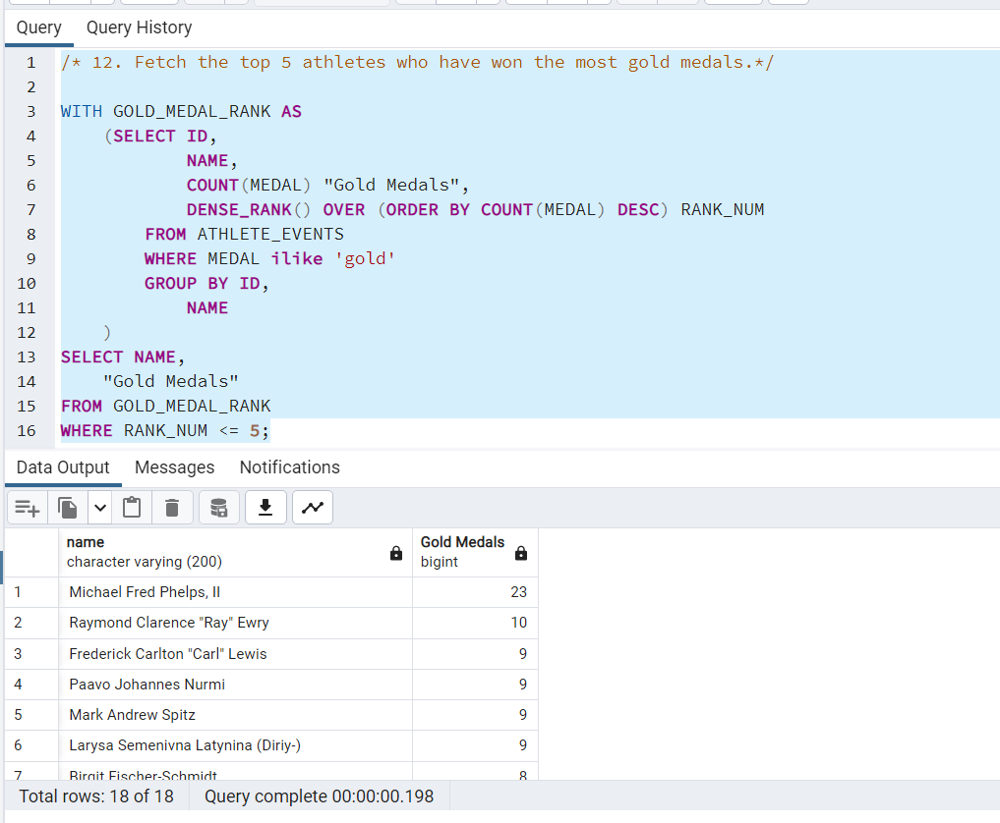 Query Query History
1 /* 12. Fetch the top 5 athletes who have won the most gold medals.*/
2
3 WITH GOLD_MEDAL_RANK AS
4 (SELECT ID,
5 NAME,
6 COUNT(MEDAL) "Gold Medals",
7 DENSE_RANK() OVER (ORDER BY COUNT(MEDAL) DESC) RANK_NUM
8 FROM ATHLETE_EVENTS
9 WHERE MEDAL ilike 'gold'
10 GROUP BY ID,
11 NAME
12 )
13 SELECT NAME,
14 "Gold Medals"
15 FROM GOLD_MEDAL_RANK
16 WHERE RANK_NUM <= 5;
Data Output Messages Notifications
name Gold Medals
character varying (200) bigint
1 Michael Fred Phelps, II 23
2 Raymond Clarence "Ray" Ewry 10
3 Frederick Carlton "Carl" Lewis 9
4 Paavo Johannes Nurmi 9
5 Mark Andrew Spitz 9
6 Larysa Semenivna Latynina (Diriy-) 9
7 Birgit Fischer-Schmidt 8
Total rows: 18 of 18 Query complete 00:00:00.198